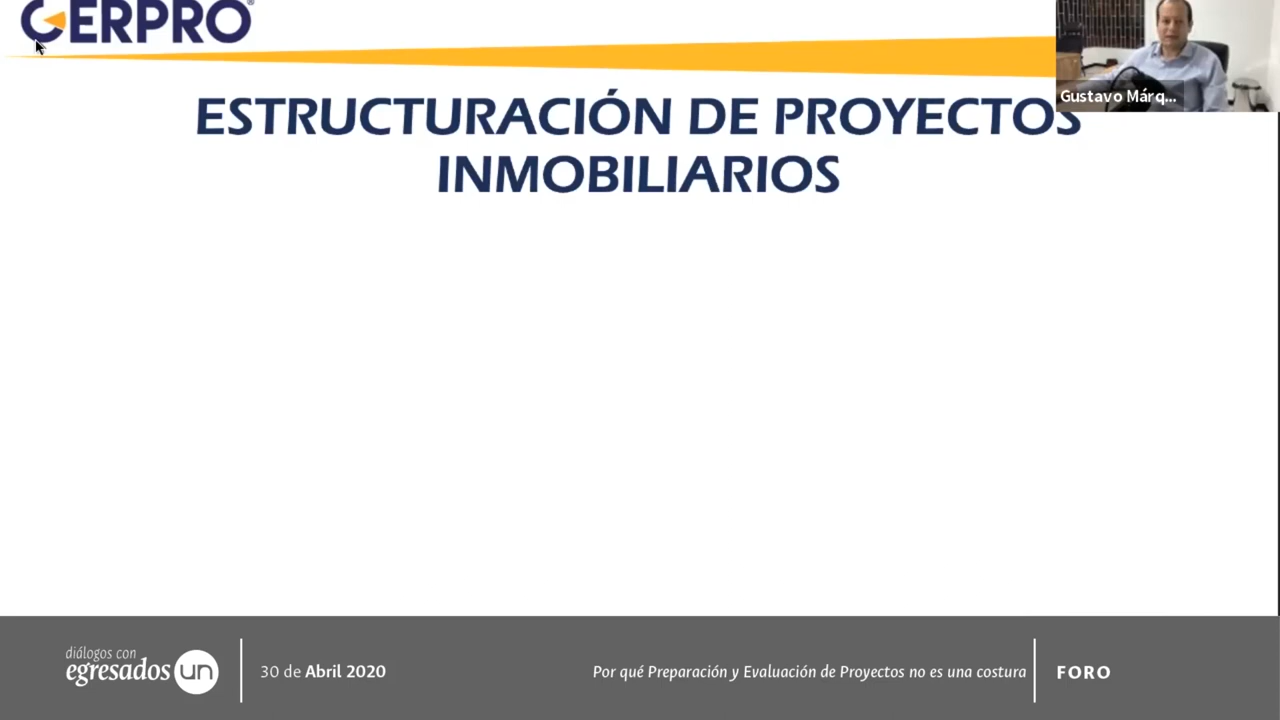 GERPRO®
Gustavo Márq...
ESTRUCTURACIÓN DE PROYECTOS
INMOBILIARIOS
diálogos con
egresados un
30 de Abril 2020
Por qué Preparación y Evaluación de Proyectos no es una costura
FORO